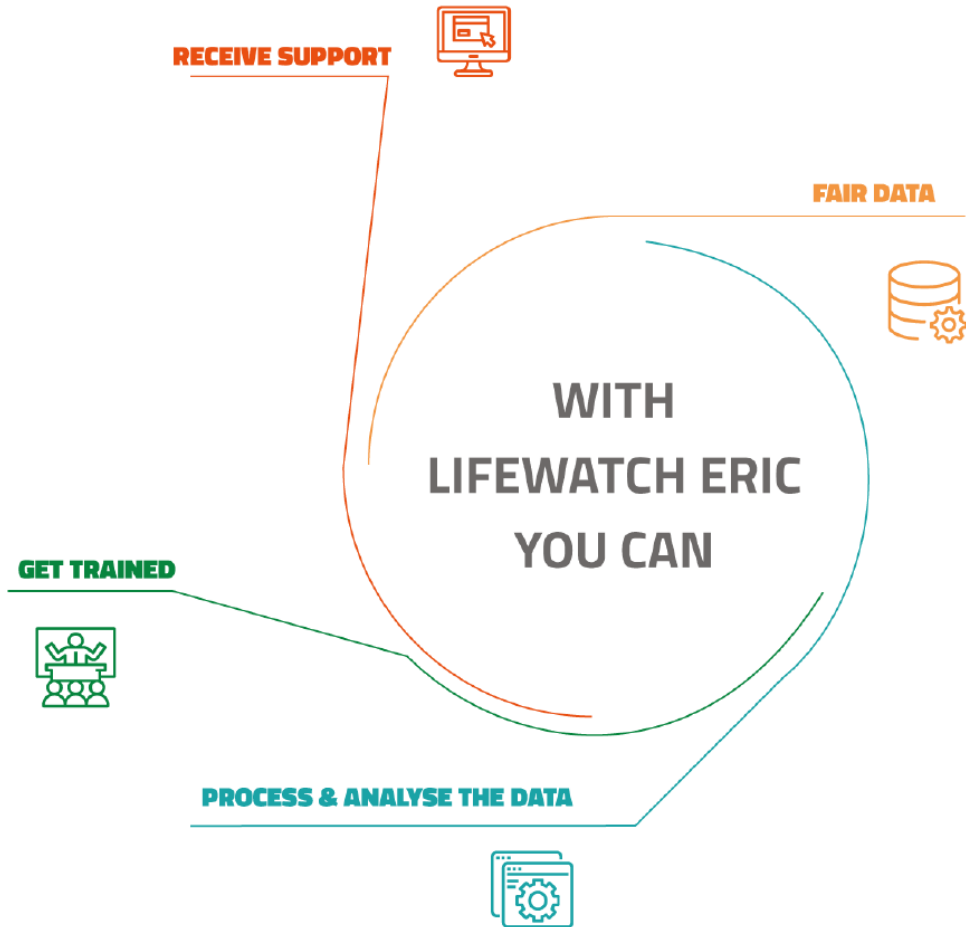 RECEIVE SUPPORT
FAIR DATA
WITH
LIFEWATCH ERIC
YOU CAN
GET TRAINED
PROCESS & ANALYSE THE DATA